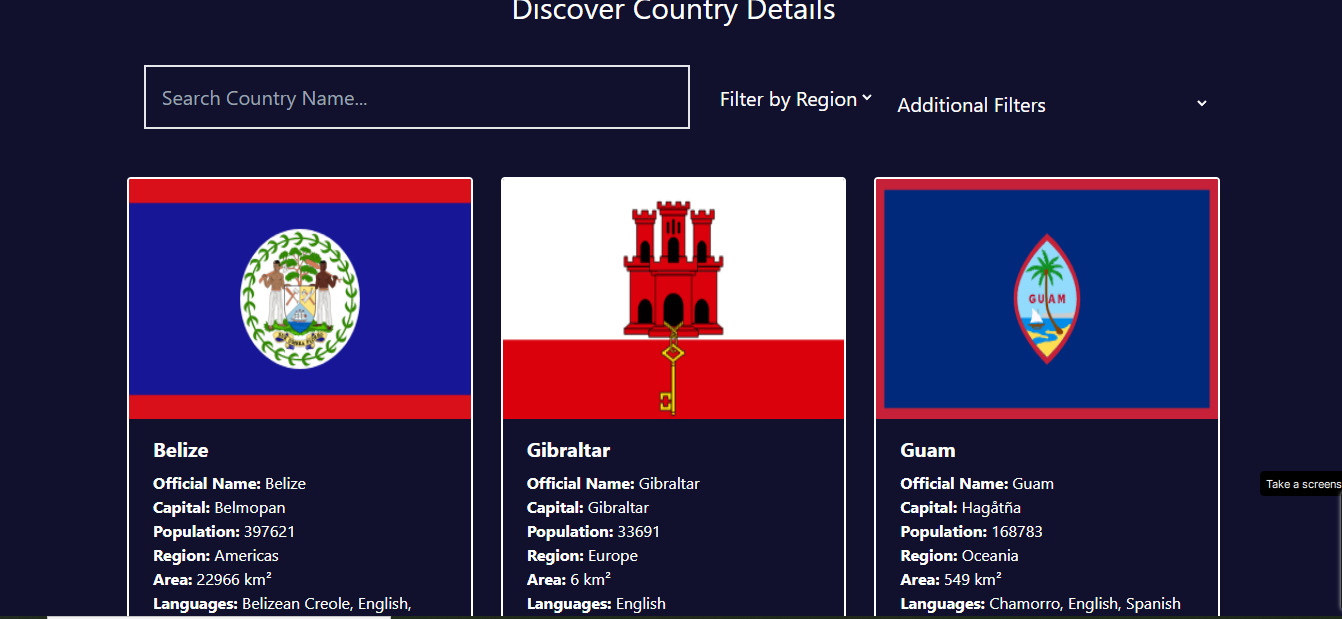 Discover Country Details
Search Country Name...
Filter by Region
Additional Filters
GUAM
Belize
Official Name: Belize
Capital: Belmopan
Population: 397621
Region: Americas
Area: 22966 km²
Languages: Belizean Creole, English,
Gibraltar
Official Name: Gibraltar
Capital: Gibraltar
Population: 33691
Region: Europe
Area: 6 km²
Languages: English
Guam
Official Name: Guam
Capital: Hagåtña
Population: 168783
Region: Oceania
Area: 549 km²
Languages: Chamorro, English, Spanish
Take a screens